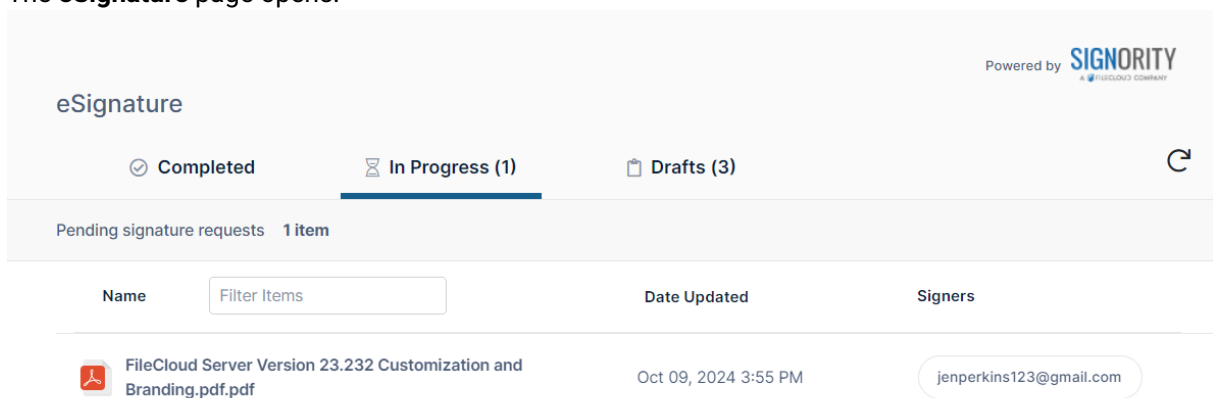 The eSignature page opens.
Powered by SIGNORITY
A FILECLOUD COMPANY
eSignature
Completed In Progress (1) Drafts (3)
Pending signature requests 1 item
Name Filter Items Date Updated Signers
FileCloud Server Version 23.232 Customization and
Branding.pdf.pdf
Oct 09, 2024 3:55 PM
jenperkins123@gmail.com